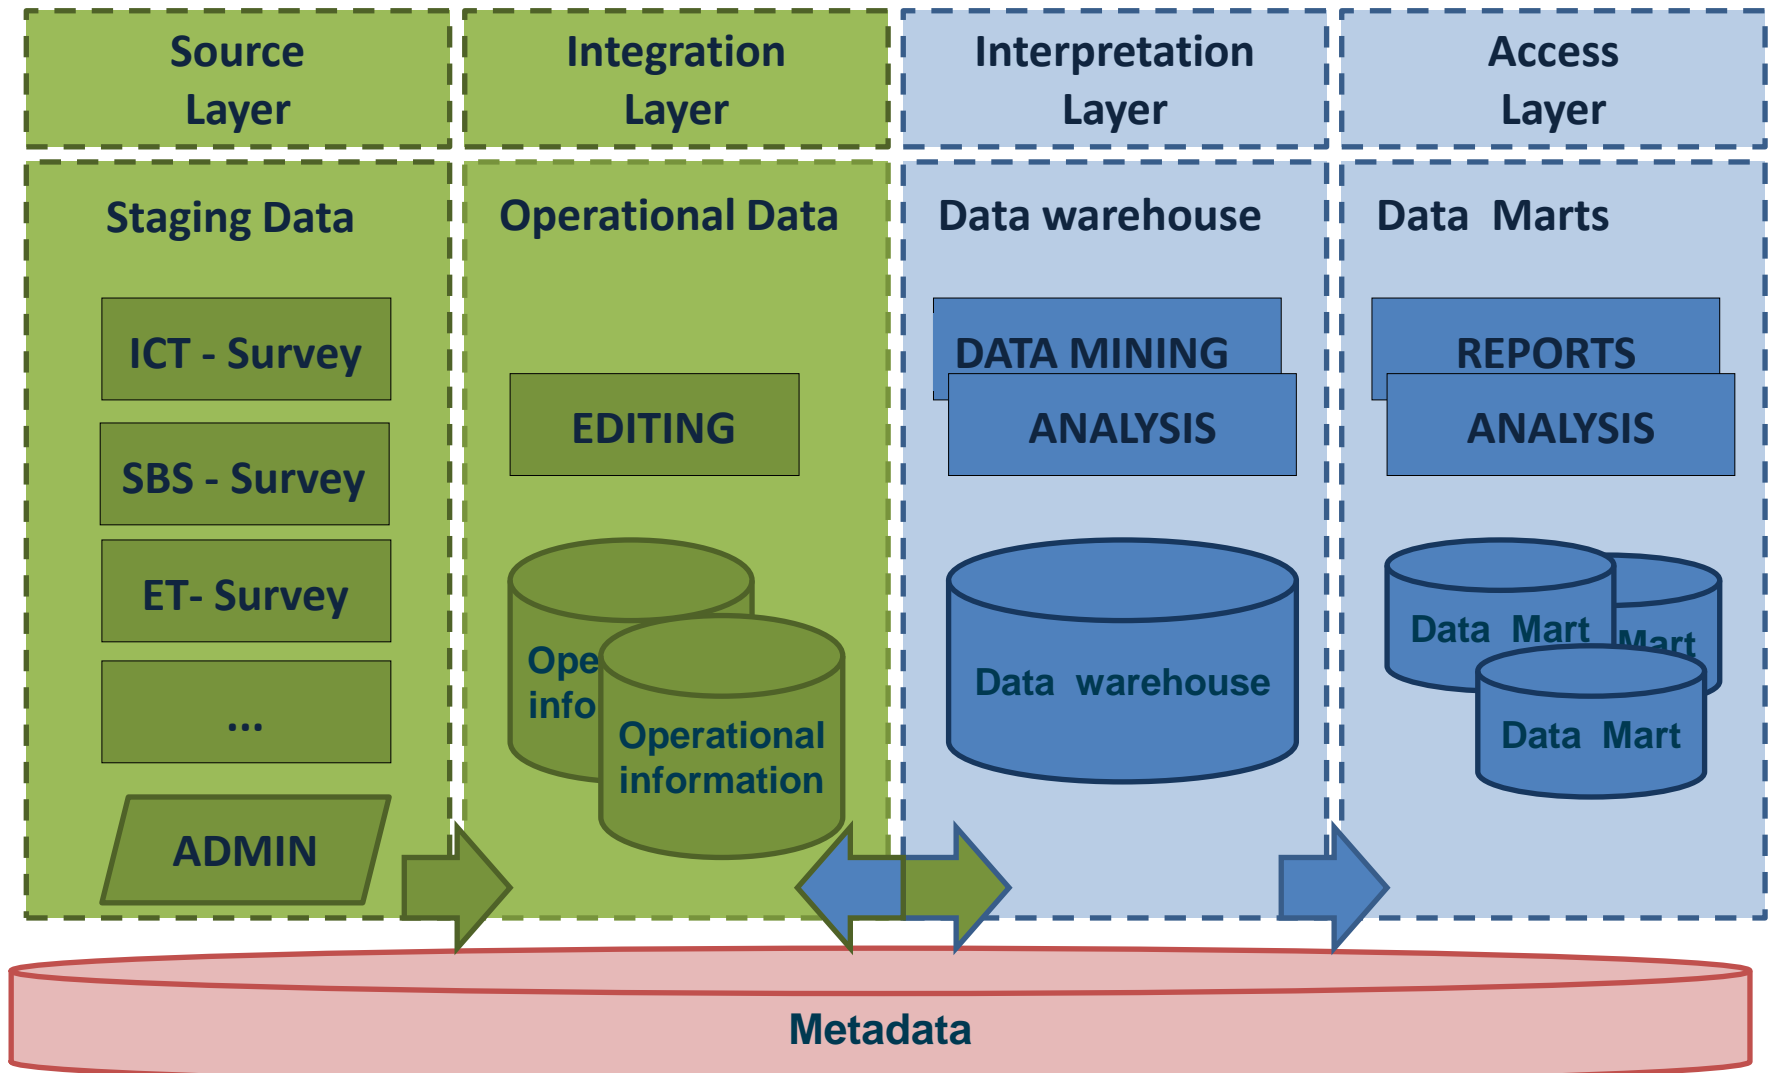 Source
Layer
Integration
Layer
Interpretation
Layer
Access
Layer
Staging Data
ICT - Survey
SBS - Survey
ET- Survey
...
ADMIN
Operational Data
EDITING
Ope
info
Operational
information
Data warehouse
DATA MINING
ANALYSIS
Data warehouse
Data Marts
REPORTS
ANALYSIS
Data Mart
Mart
Data Mart
Metadata